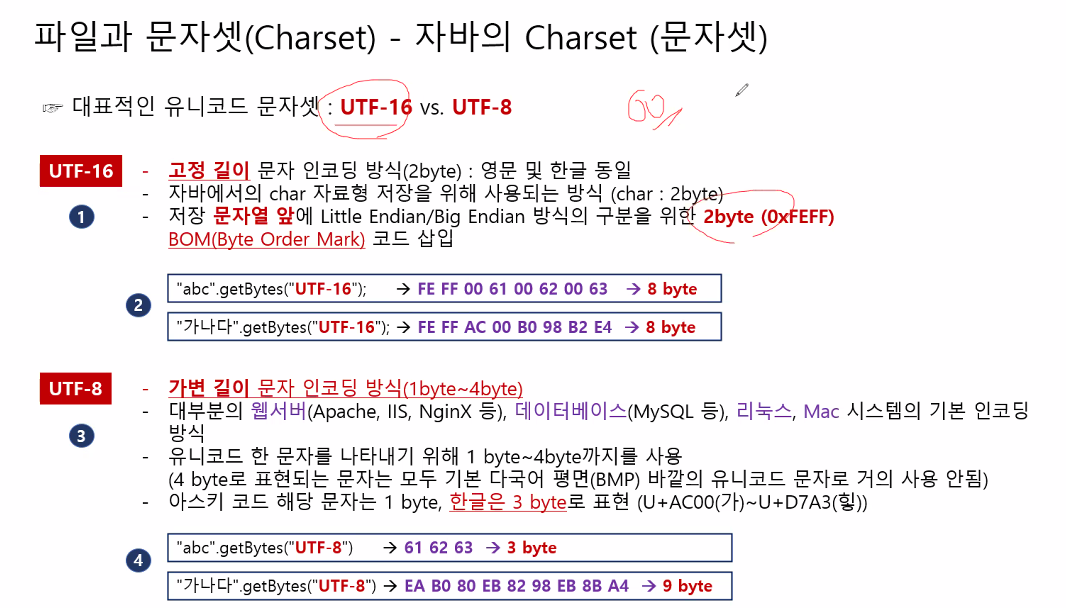 파일과 문자셋(Charset) - 자바의 Charset (문자셋)
☞ 대표적인 유니코드 문자셋 : UTF-16 vs. UTF-8
UTF-16
- 고정 길이 문자 인코딩 방식(2byte) : 영문 및 한글 동일
- 자바에서의 char 자료형 저장을 위해 사용되는 방식 (char : 2byte)
1
- 저장 문자열 앞에 Little Endian/Big Endian 방식의 구분을 위한 2byte (0xFEFF)
BOM(Byte Order Mark) 코드 삽입
2
"abc".getBytes("UTF-16"); → FE FF 00 61 00 62 00 63 → 8 byte
"가나다".getBytes("UTF-16"); → FE FF AC 00 B0 98 B2 E4 → 8 byte
UTF-8
- 가변 길이 문자 인코딩 방식(1byte~4byte)
- 대부분의 웹서버(Apache, IIS, NginX 등), 데이터베이스(MySQL 등), 리눅스, Mac 시스템의 기본 인코딩
방식
3
- 유니코드 한 문자를 나타내기 위해 1 byte~4byte까지를 사용
(4 byte로 표현되는 문자는 모두 기본 다국어 평면(BMP) 바깥의 유니코드 문자로 거의 사용 안됨)
- 아스키 코드 해당 문자는 1 byte, 한글은 3 byte로 표현 (U+AC00(가)~U+D7A3(힣))
4
"abc".getBytes("UTF-8") → 61 62 63 → 3 byte
"가나다".getBytes("UTF-8") → EA B0 80 EB 82 98 EB 8B A4 → 9 byte